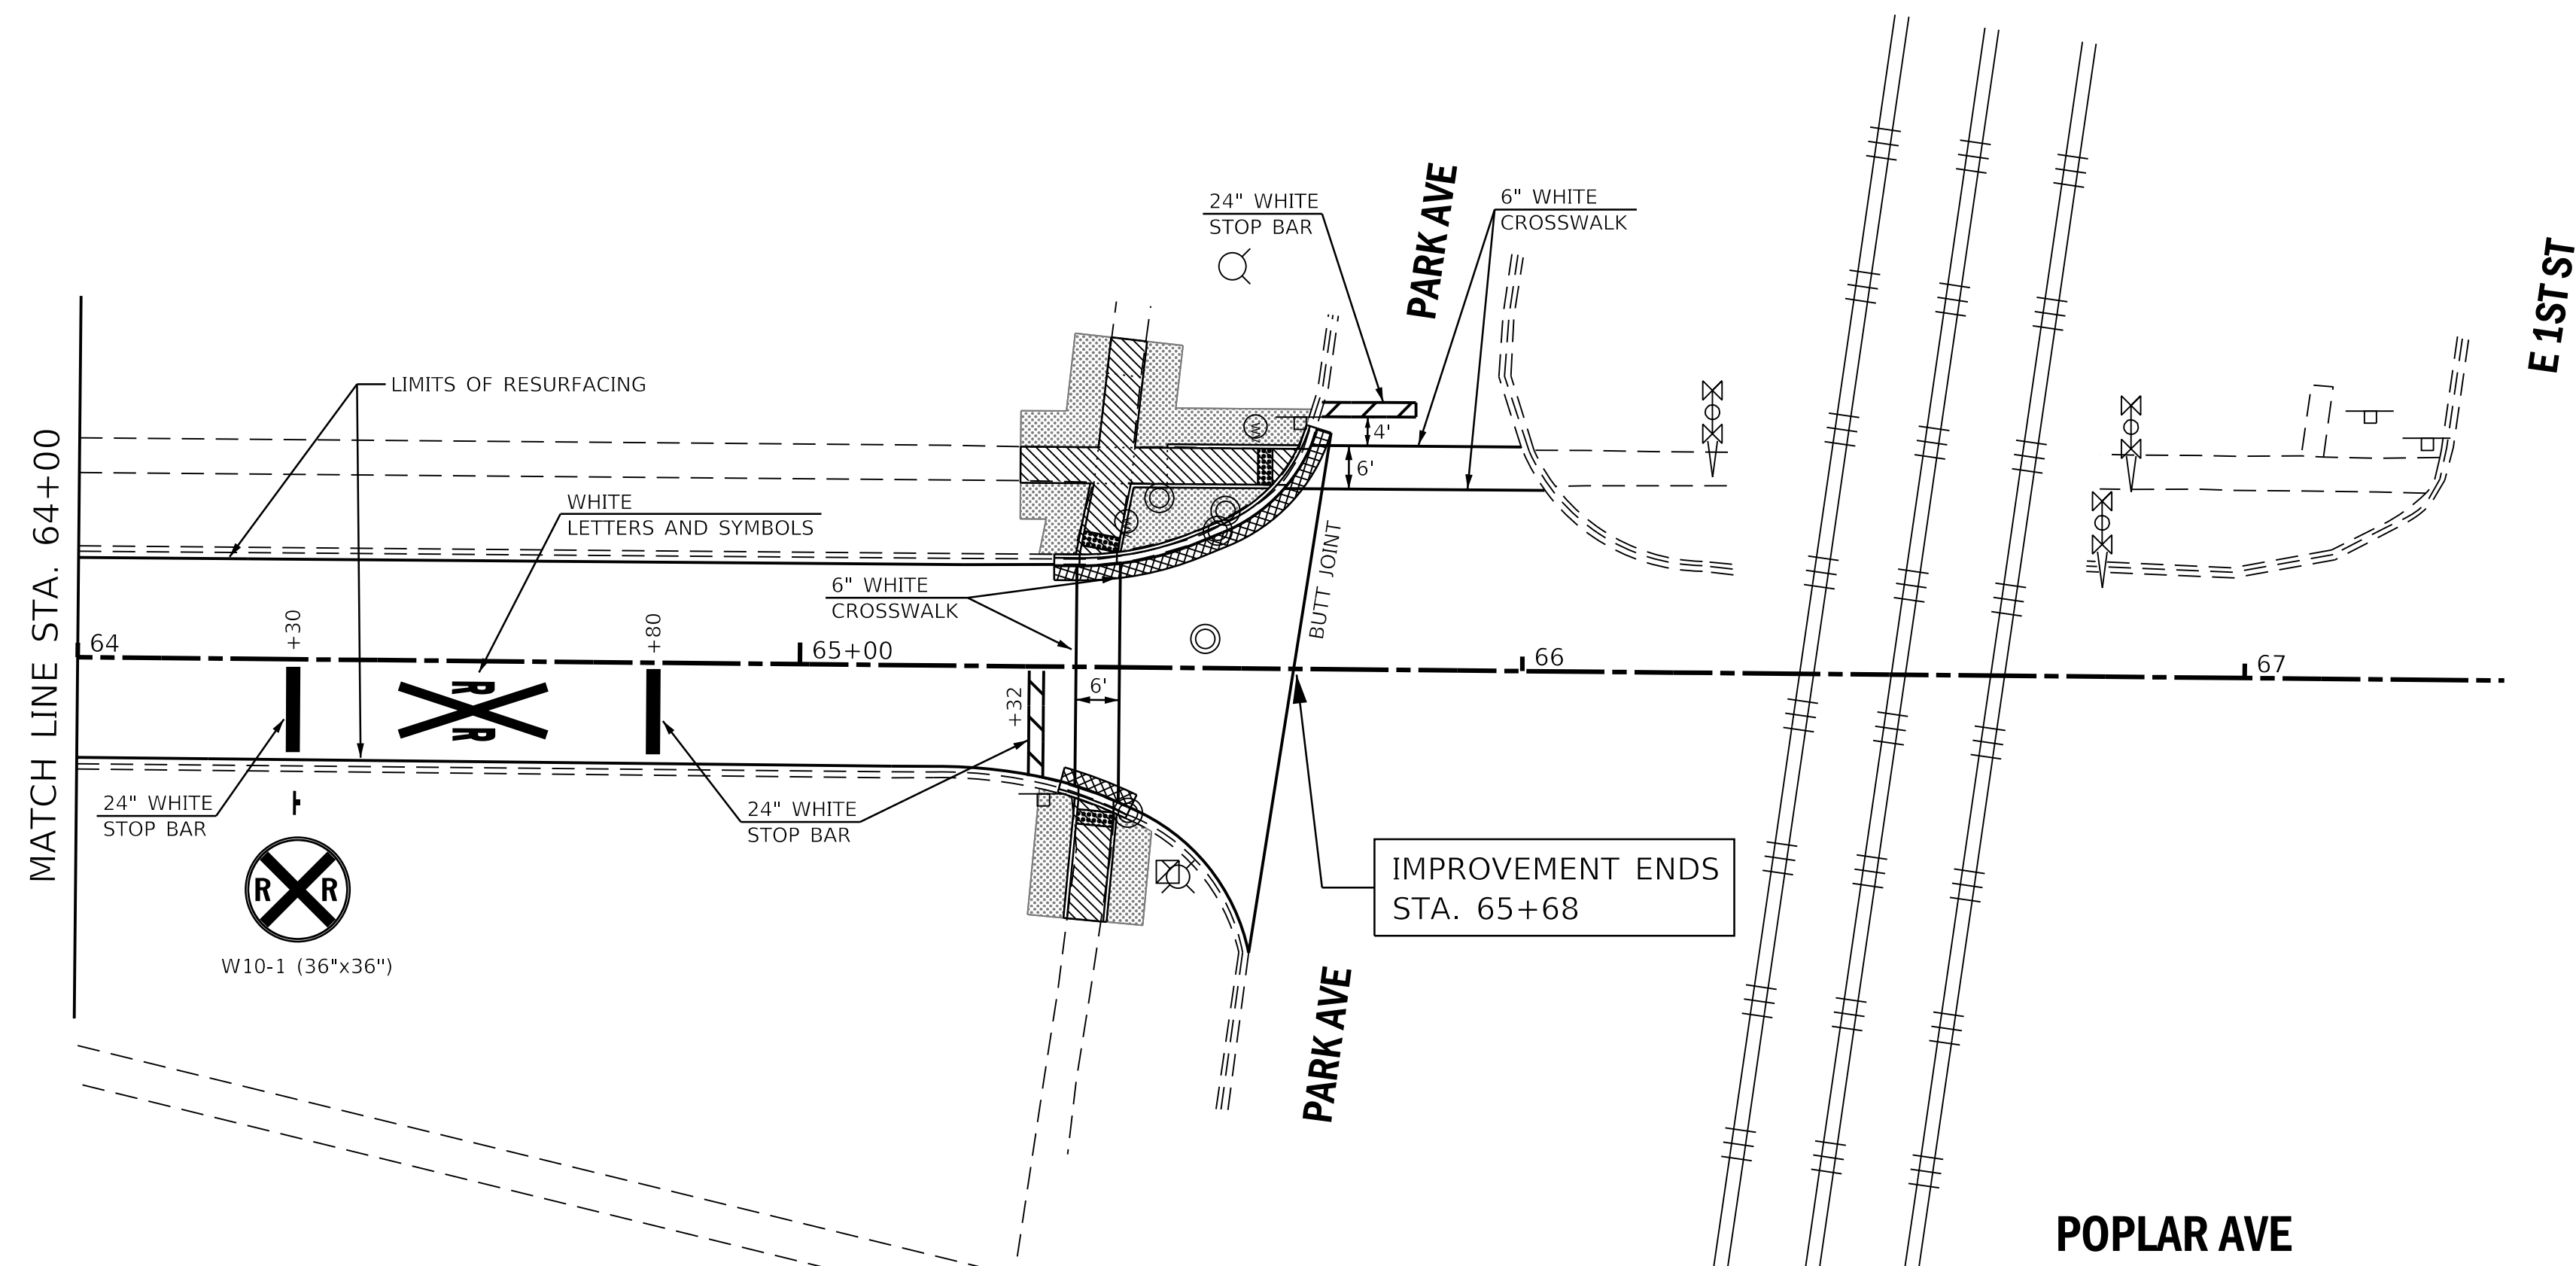 24" WHITE
STOP BAR
PARK AVE
6" WHITE
CROSSWALK
E 1ST ST
LIMITS OF RESURFACING
MATCH LINE STA. 64+00
4'
6'
W
W
WHITE
LETTERS AND SYMBOLS
6" WHITE
CROSSWALK
BUTT JOINT
64
+30
+80
65+00
66
67
R
R
+32
6'
24" WHITE
STOP BAR
24" WHITE
STOP BAR
R R
W10-1 (36"x36")
IMPROVEMENT ENDS
STA. 65+68
PARK AVE
POPLAR AVE